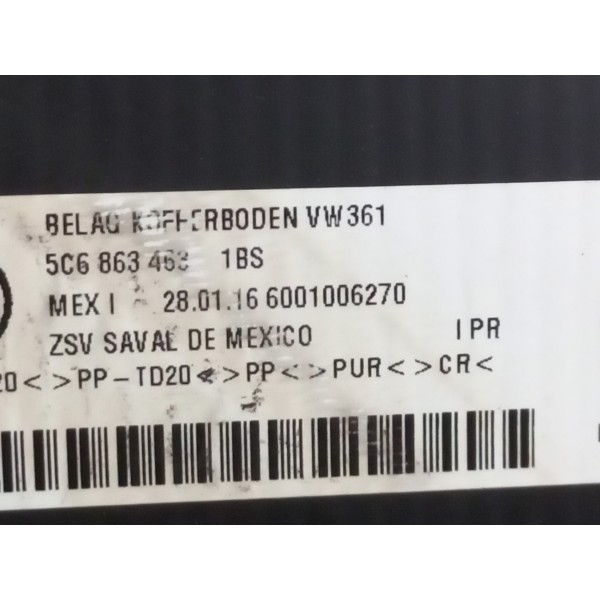 BELAG KOFFERBODEN VW361
5C6 863 463 1BS
MEX I 28.01.16 6001006270
ZSV SAVAL DE MEXICO 1 PR
20< >PP-TD20< >PP< >PUR< >CR<